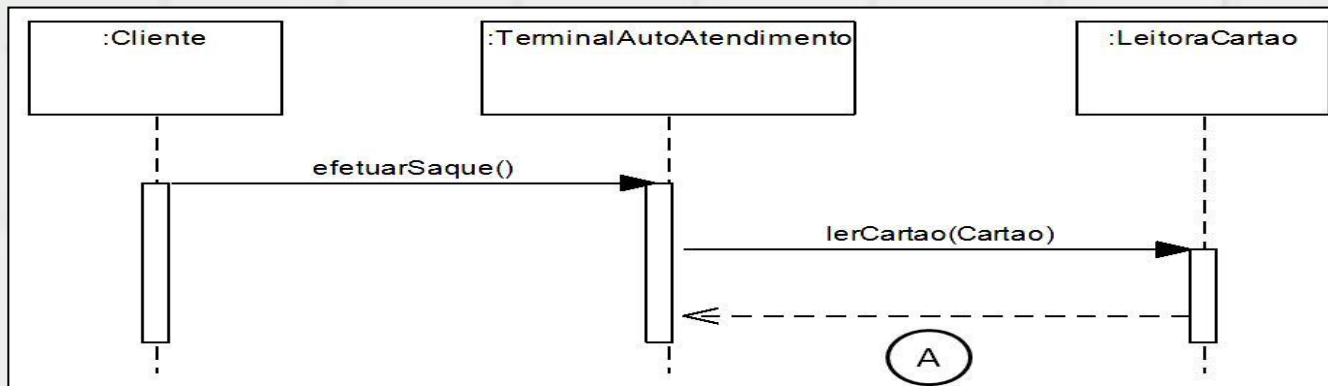 :Cliente
:TerminalAutoAtendimento
:LeitoraCartao
efetuarSaque()
lerCartao(Cartao)
A